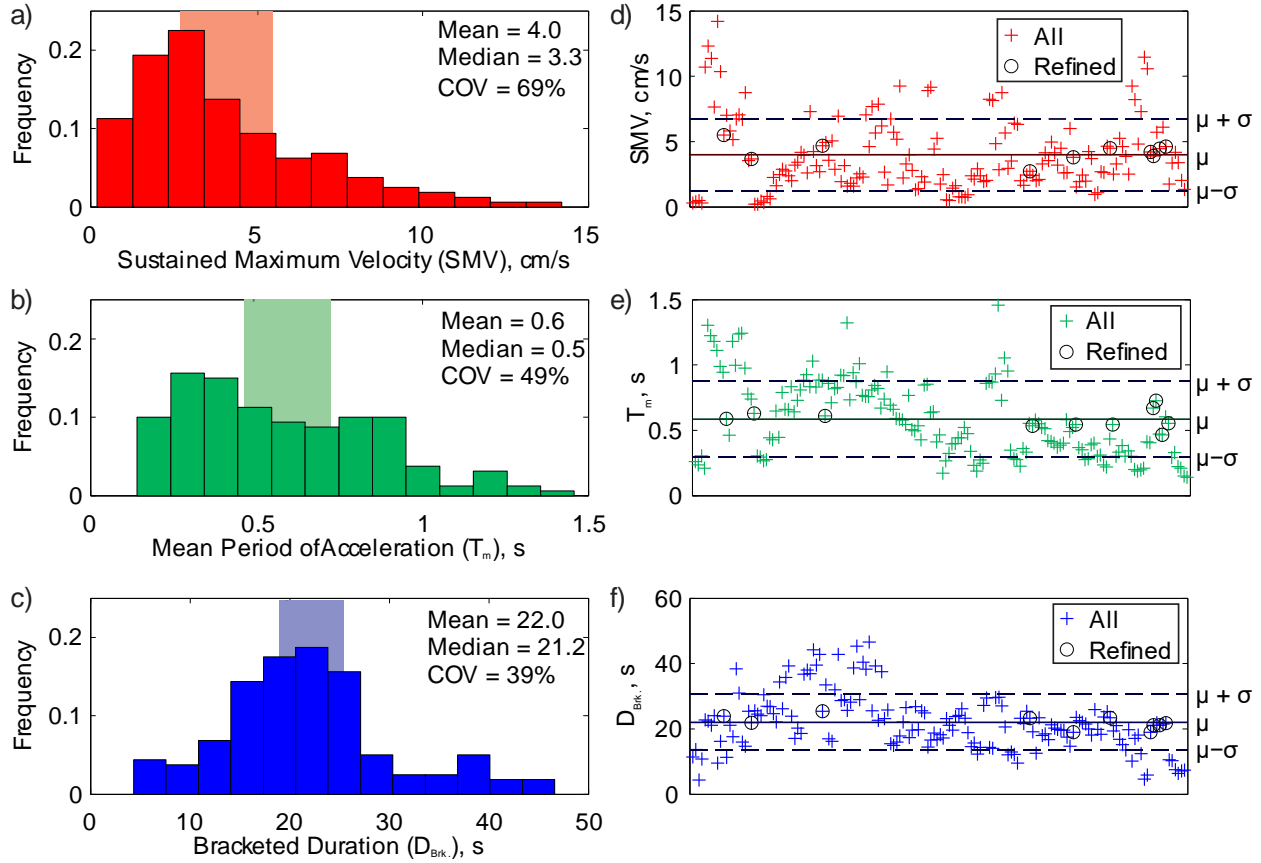 a)
0.2
0.1
0
Frequency
Mean = 4.0
Median = 3.3
COV = 69%
0 5 10 15
Sustained Maximum Velocity (SMV), cm/s
d)
15
10
5
0
SMV, cm/s
All
Refined
μ + σ
μ
μ−σ
b)
0.2
0.1
0
Frequency
Mean = 0.6
Median = 0.5
COV = 49%
0 0.5 1 1.5
Mean Period of Acceleration (Tm), s
e)
1.5
1
0.5
0
Tm, s
All
Refined
μ + σ
μ
μ−σ
c)
0.2
0.1
0
Frequency
Mean = 22.0
Median = 21.2
COV = 39%
0 10 20 30 40 50
Bracketed Duration (DBrk.), s
f)
60
40
20
0
DBrk., s
All
Refined
μ + σ
μ
μ−σ